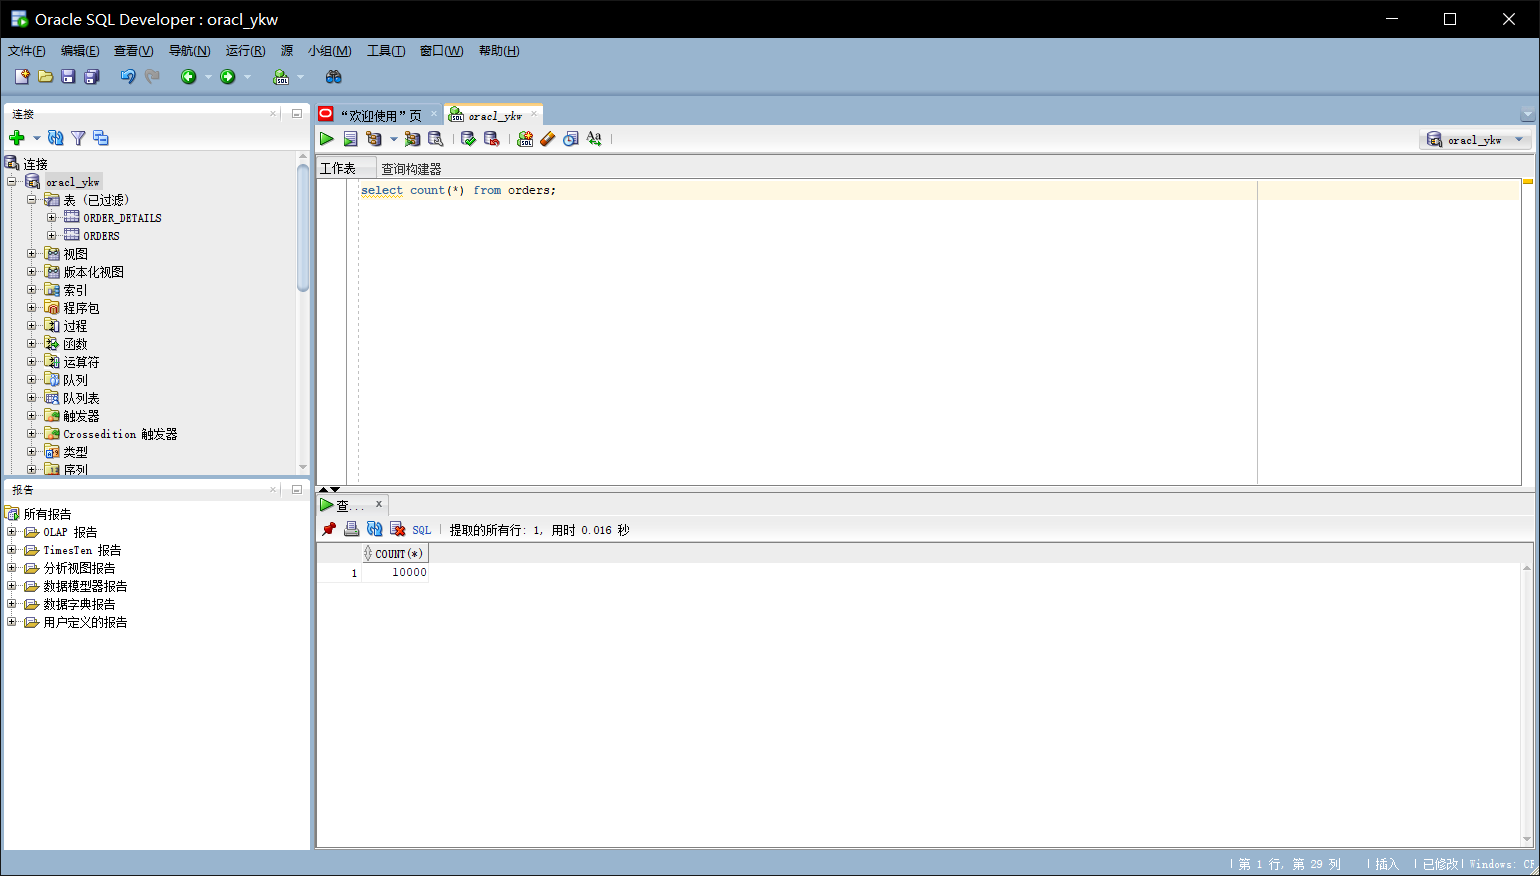 Oracle SQL Developer : oracl_ykw
文件(F) 编辑(E) 查看(V) 导航(N) 运行(R) 源 小组(M) 工具(T) 窗口(W) 帮助(H)
连接
连接
oracl_ykw
表 (已过滤)
ORDER_DETAILS
ORDERS
视图
版本化视图
索引
程序包
过程
函数
运算符
队列
队列表
触发器
Crossedition 触发器
类型
序列
报告
所有报告
OLAP 报告
TimesTen 报告
分析视图报告
数据模型器报告
数据字典报告
用户定义的报告
“欢迎使用”页 oracl_ykw
oracl_ykw
工作表 查询构建器
select count(*) from orders;
查...
SQL 提取的所有行: 1, 用时 0.016 秒
COUNT(*)
1 10000
第 1 行, 第 29 列 插入 已修改 Windows: CR